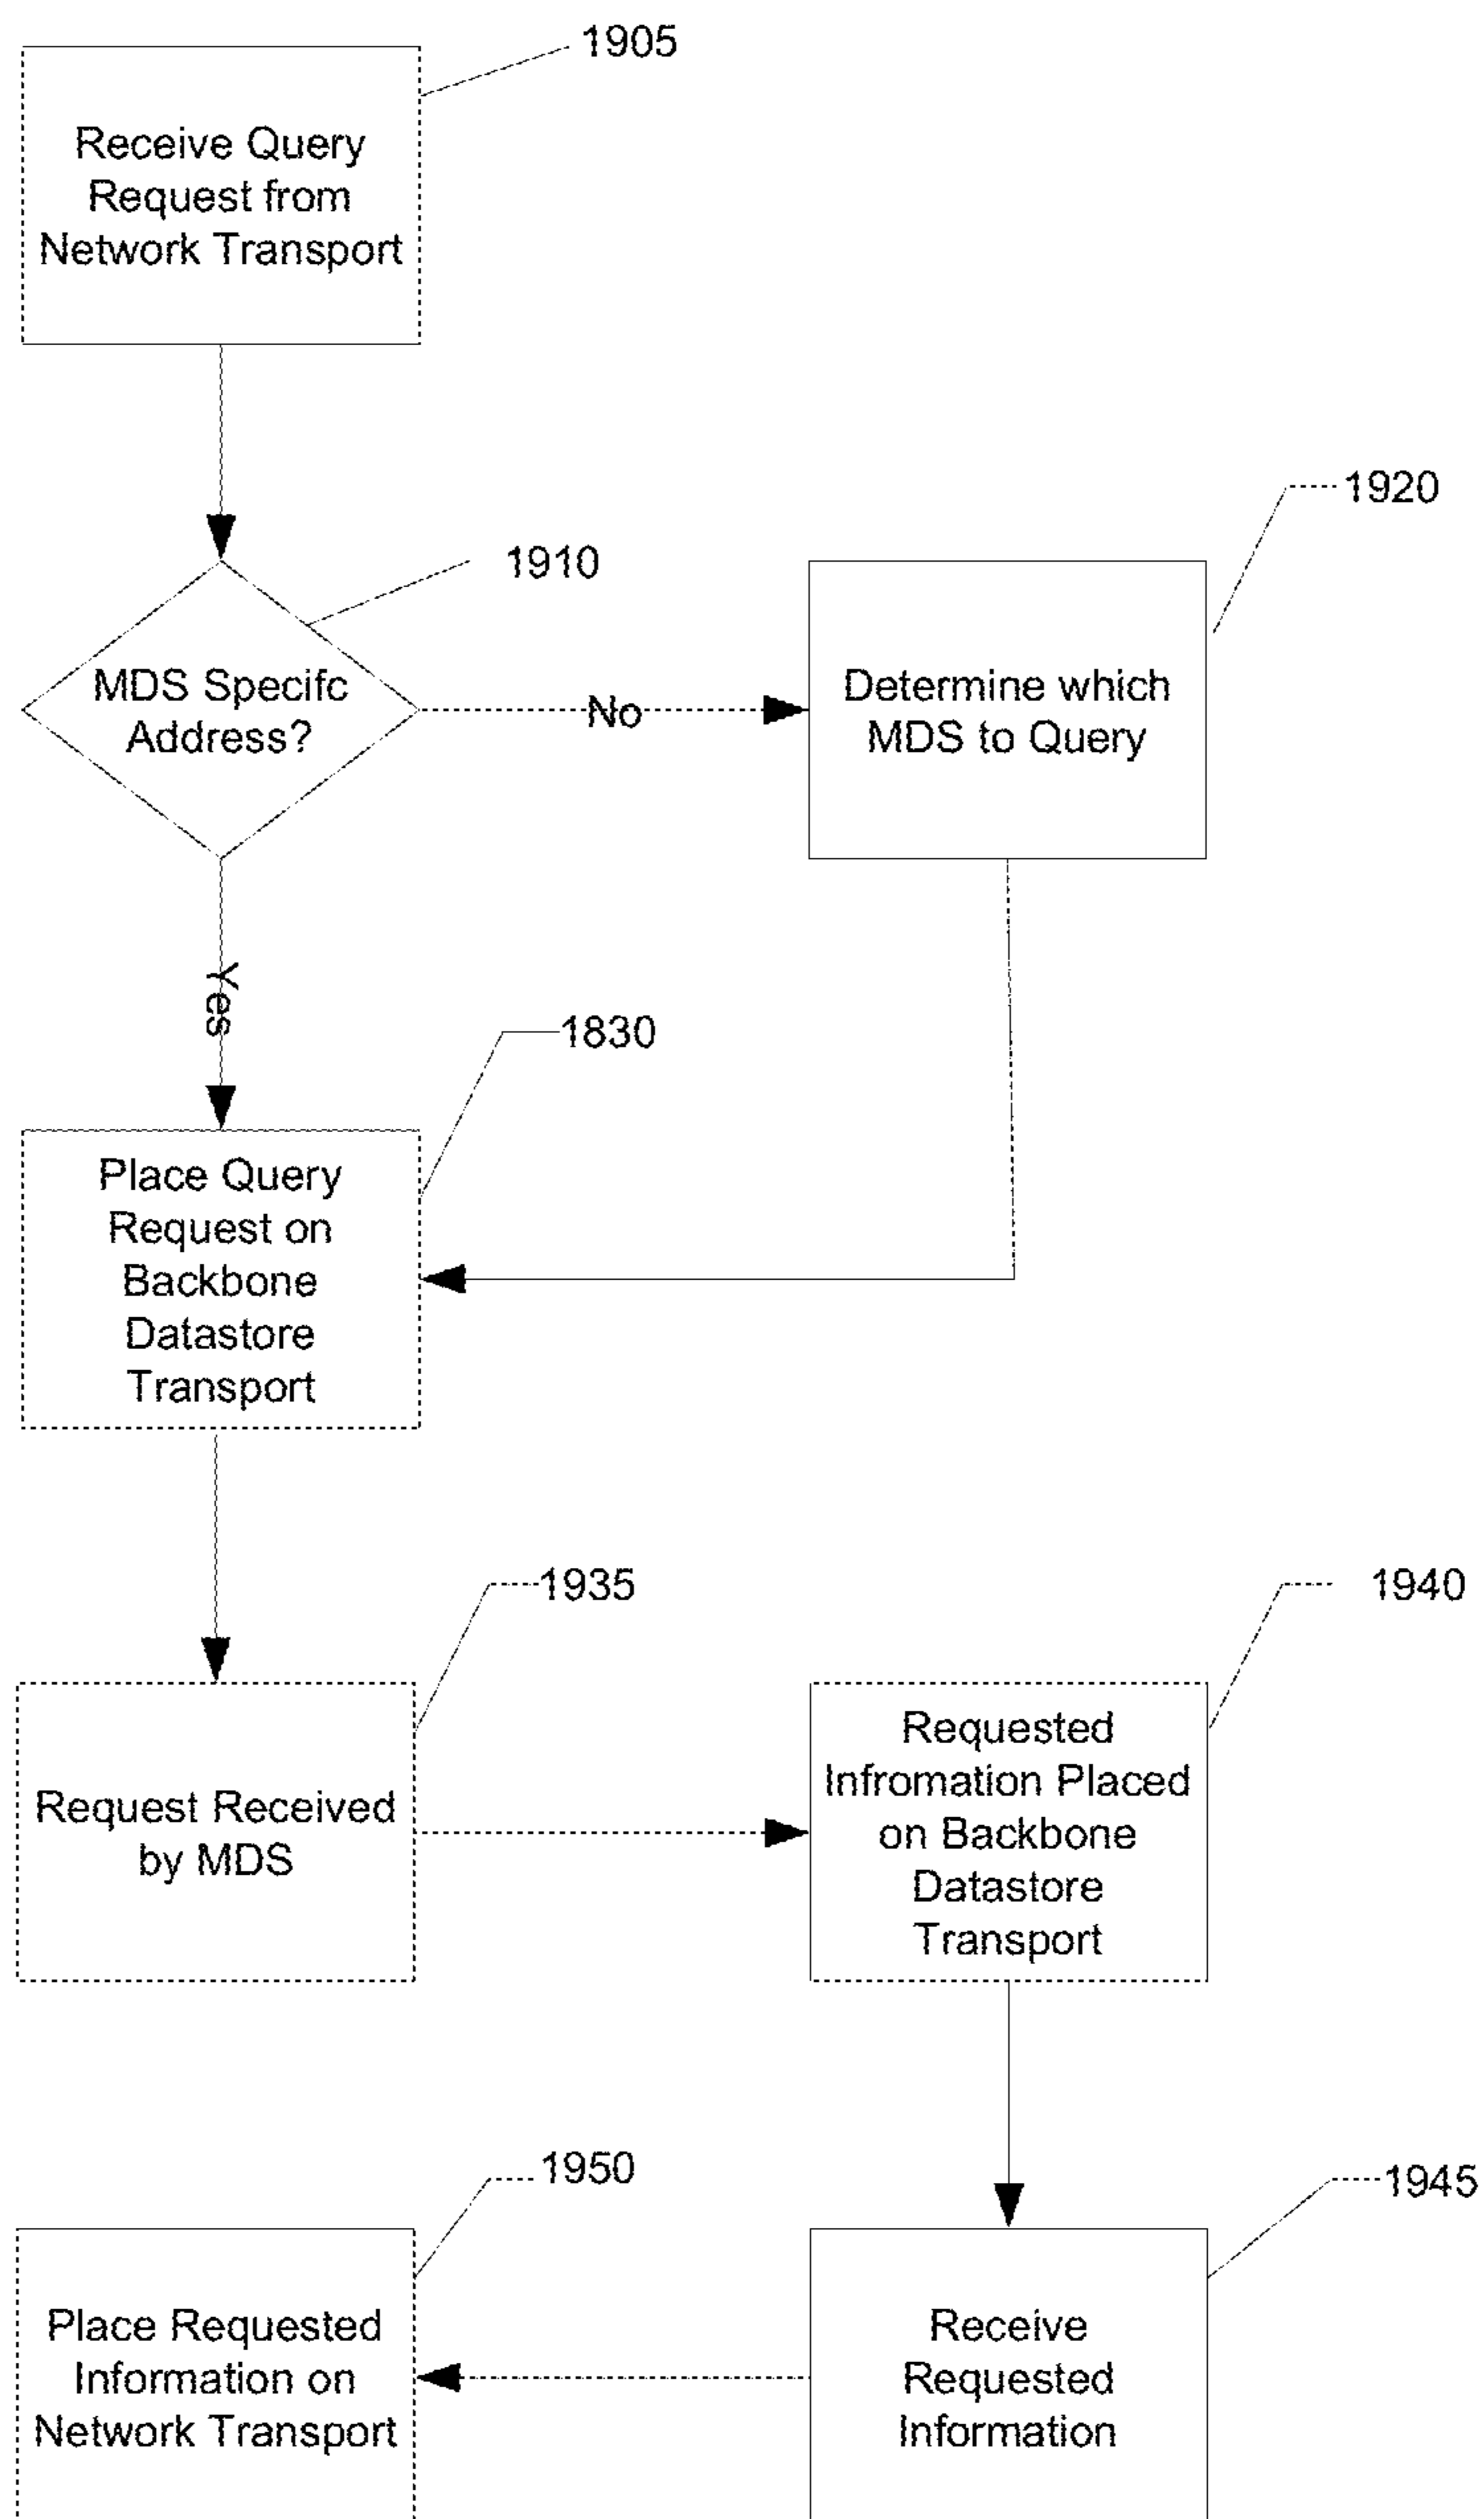 1905
Receive Query
Request from
Network Transport
1910
MDS Specifc
Address?
No
1920
Determine which
MDS to Query
Yes
1830
Place Query
Request on
Backbone
Datastore
Transport
1935
Request Received
by MDS
1940
Requested
Infromation Placed
on Backbone
Datastore
Transport
1950
Place Requested
Information on
Network Transport
1945
Receive
Requested
Information